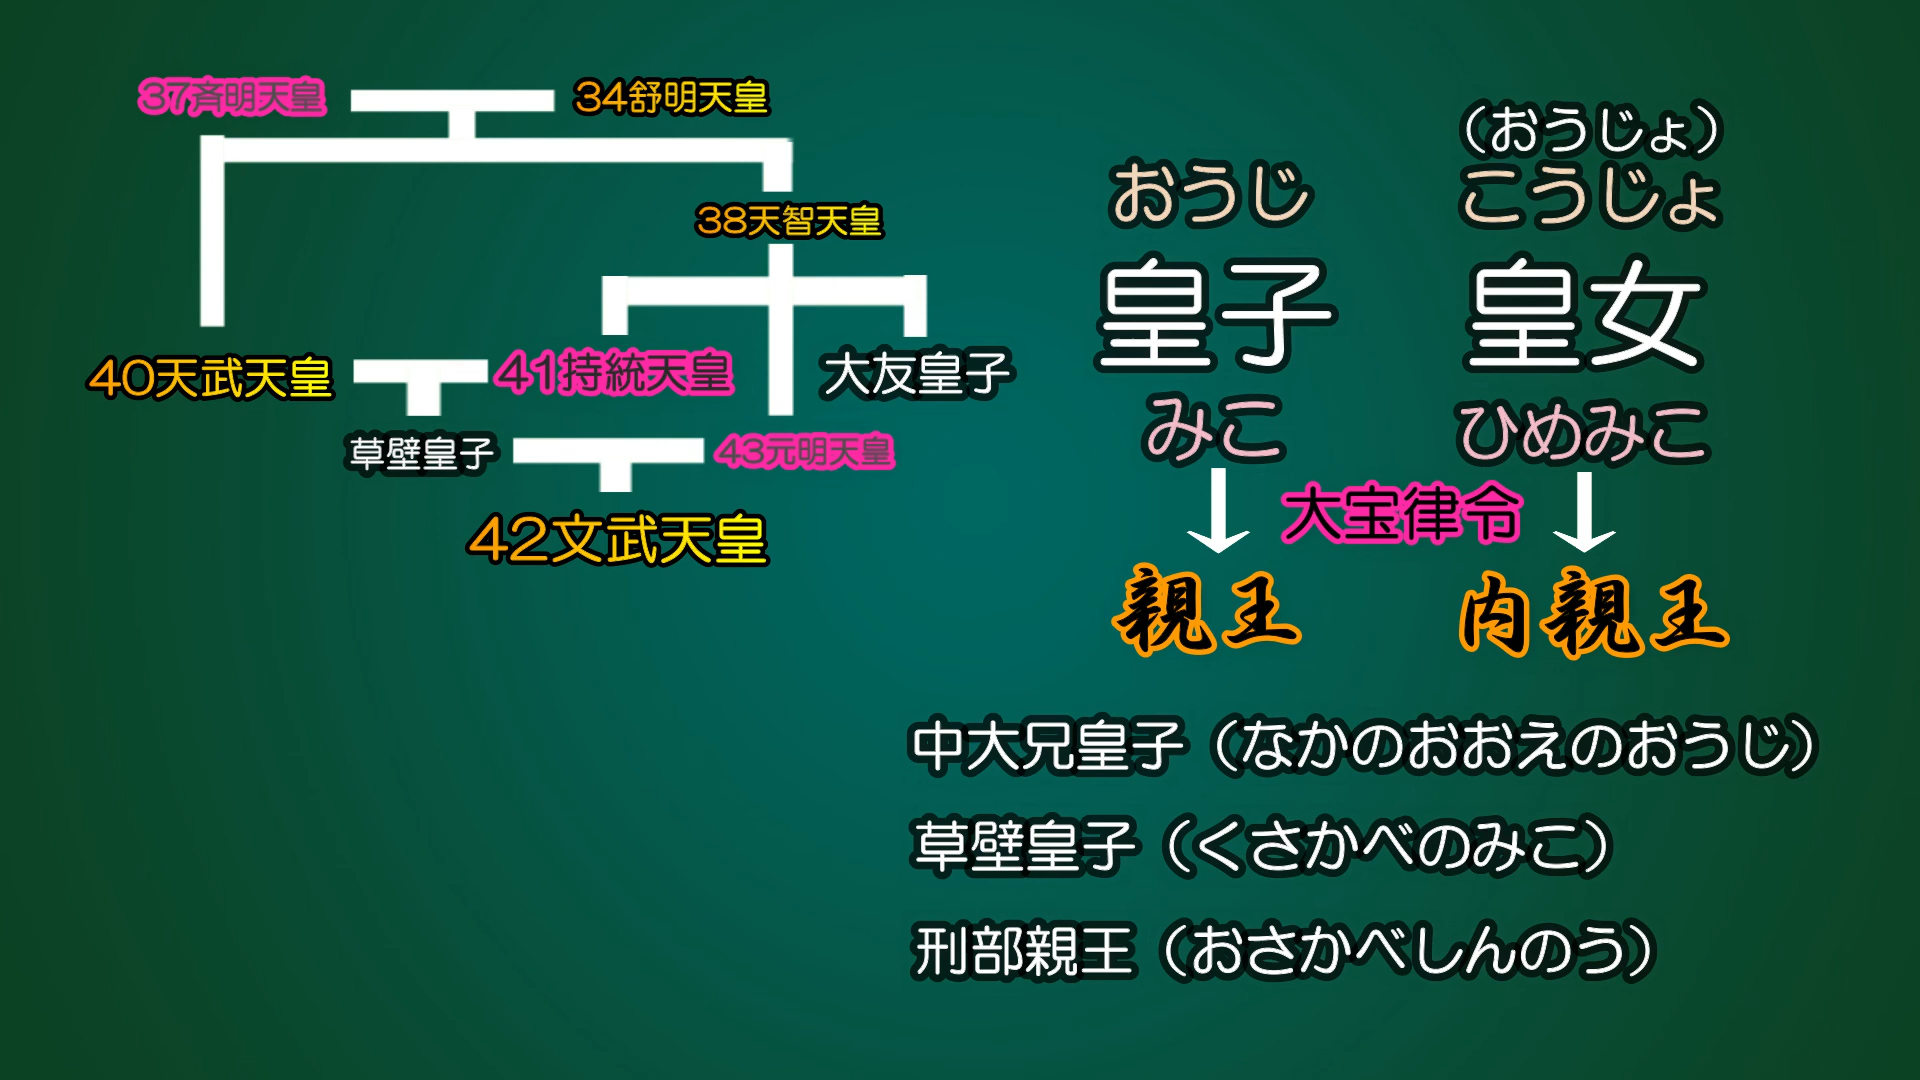 37斉明天皇
34舒明天皇
38天智天皇
40天武天皇
41持統天皇
大友皇子
草壁皇子
43元明天皇
42文武天皇
おうじ
皇子
みこ
(おうじょ)
こうじょ
皇女
ひめみこ
大宝律令
親王
内親王
中大兄皇子(なかのおおえのおうじ)
草壁皇子(くさかべのみこ)
刑部親王(おさかべしんのう)